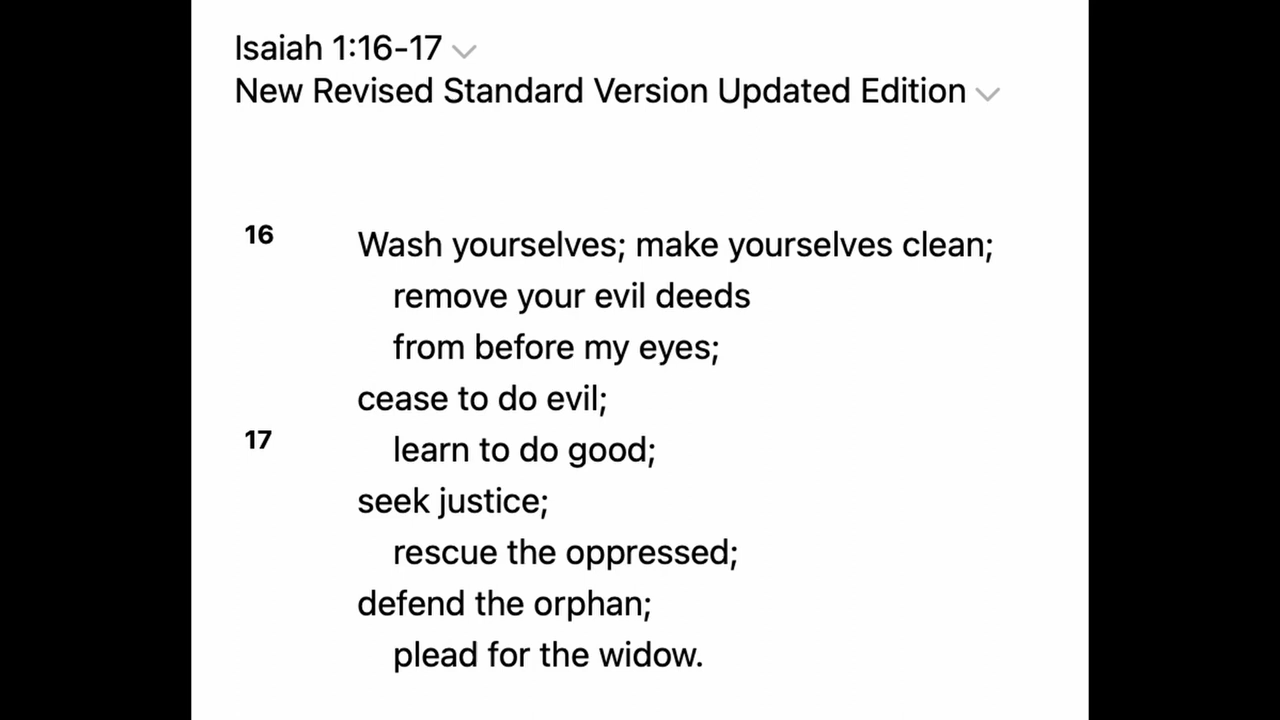 Isaiah 1:16-17
New Revised Standard Version Updated Edition
16 Wash yourselves; make yourselves clean;
remove your evil deeds
from before my eyes;
cease to do evil;
17 learn to do good;
seek justice;
rescue the oppressed;
defend the orphan;
plead for the widow.